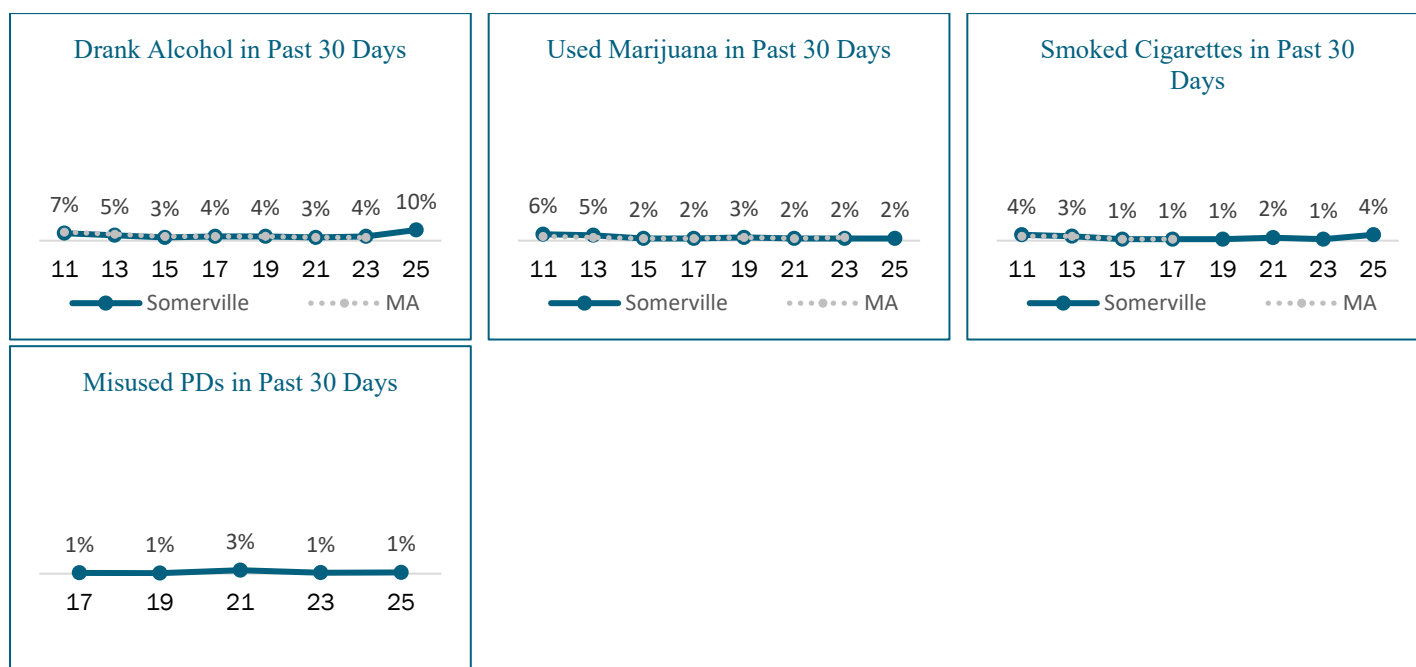 Drank Alcohol in Past 30 Days
7% 5% 3% 4% 4% 3% 4% 10%
11 13 15 17 19 21 23 25
Somerville MA
Used Marijuana in Past 30 Days
6% 5% 2% 2% 3% 2% 2% 2%
11 13 15 17 19 21 23 25
Somerville MA
Smoked Cigarettes in Past 30
Days
4% 3% 1% 1% 1% 2% 1% 4%
11 13 15 17 19 21 23 25
Somerville MA
Misused PDs in Past 30 Days
1% 1% 3% 1% 1%
17 19 21 23 25